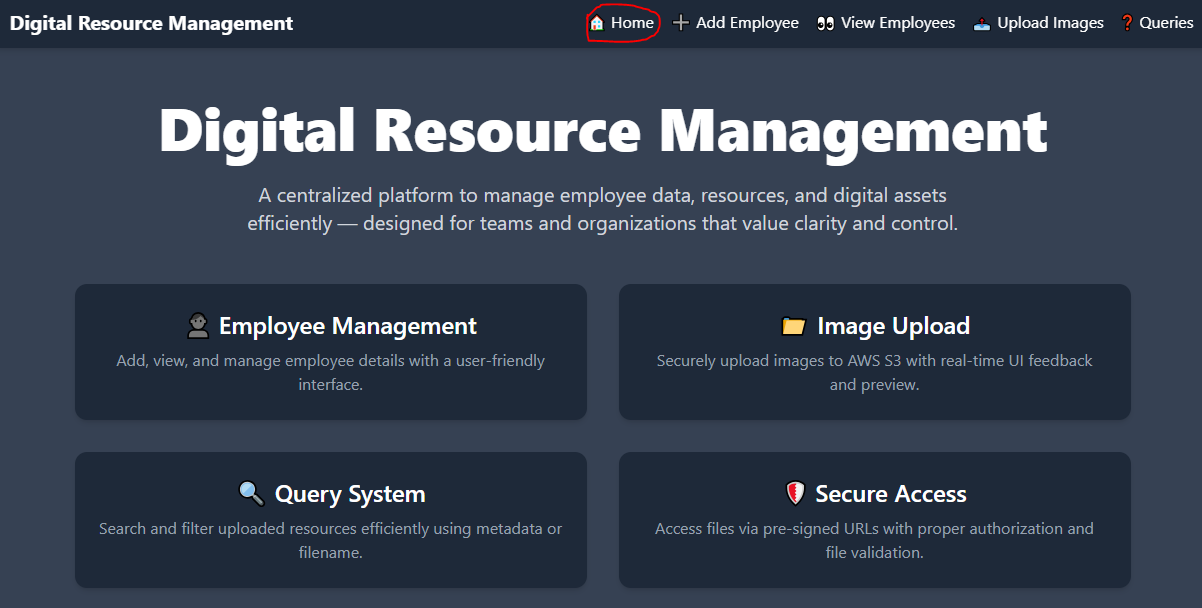 Digital Resource Management
Home Add Employee View Employees Upload Images Queries
Digital Resource Management
A centralized platform to manage employee data, resources, and digital assets
efficiently — designed for teams and organizations that value clarity and control.
Employee Management
Add, view, and manage employee details with a user-friendly
interface.
Image Upload
Securely upload images to AWS S3 with real-time UI feedback
and preview.
Query System
Search and filter uploaded resources efficiently using metadata or
filename.
Secure Access
Access files via pre-signed URLs with proper authorization and
file validation.